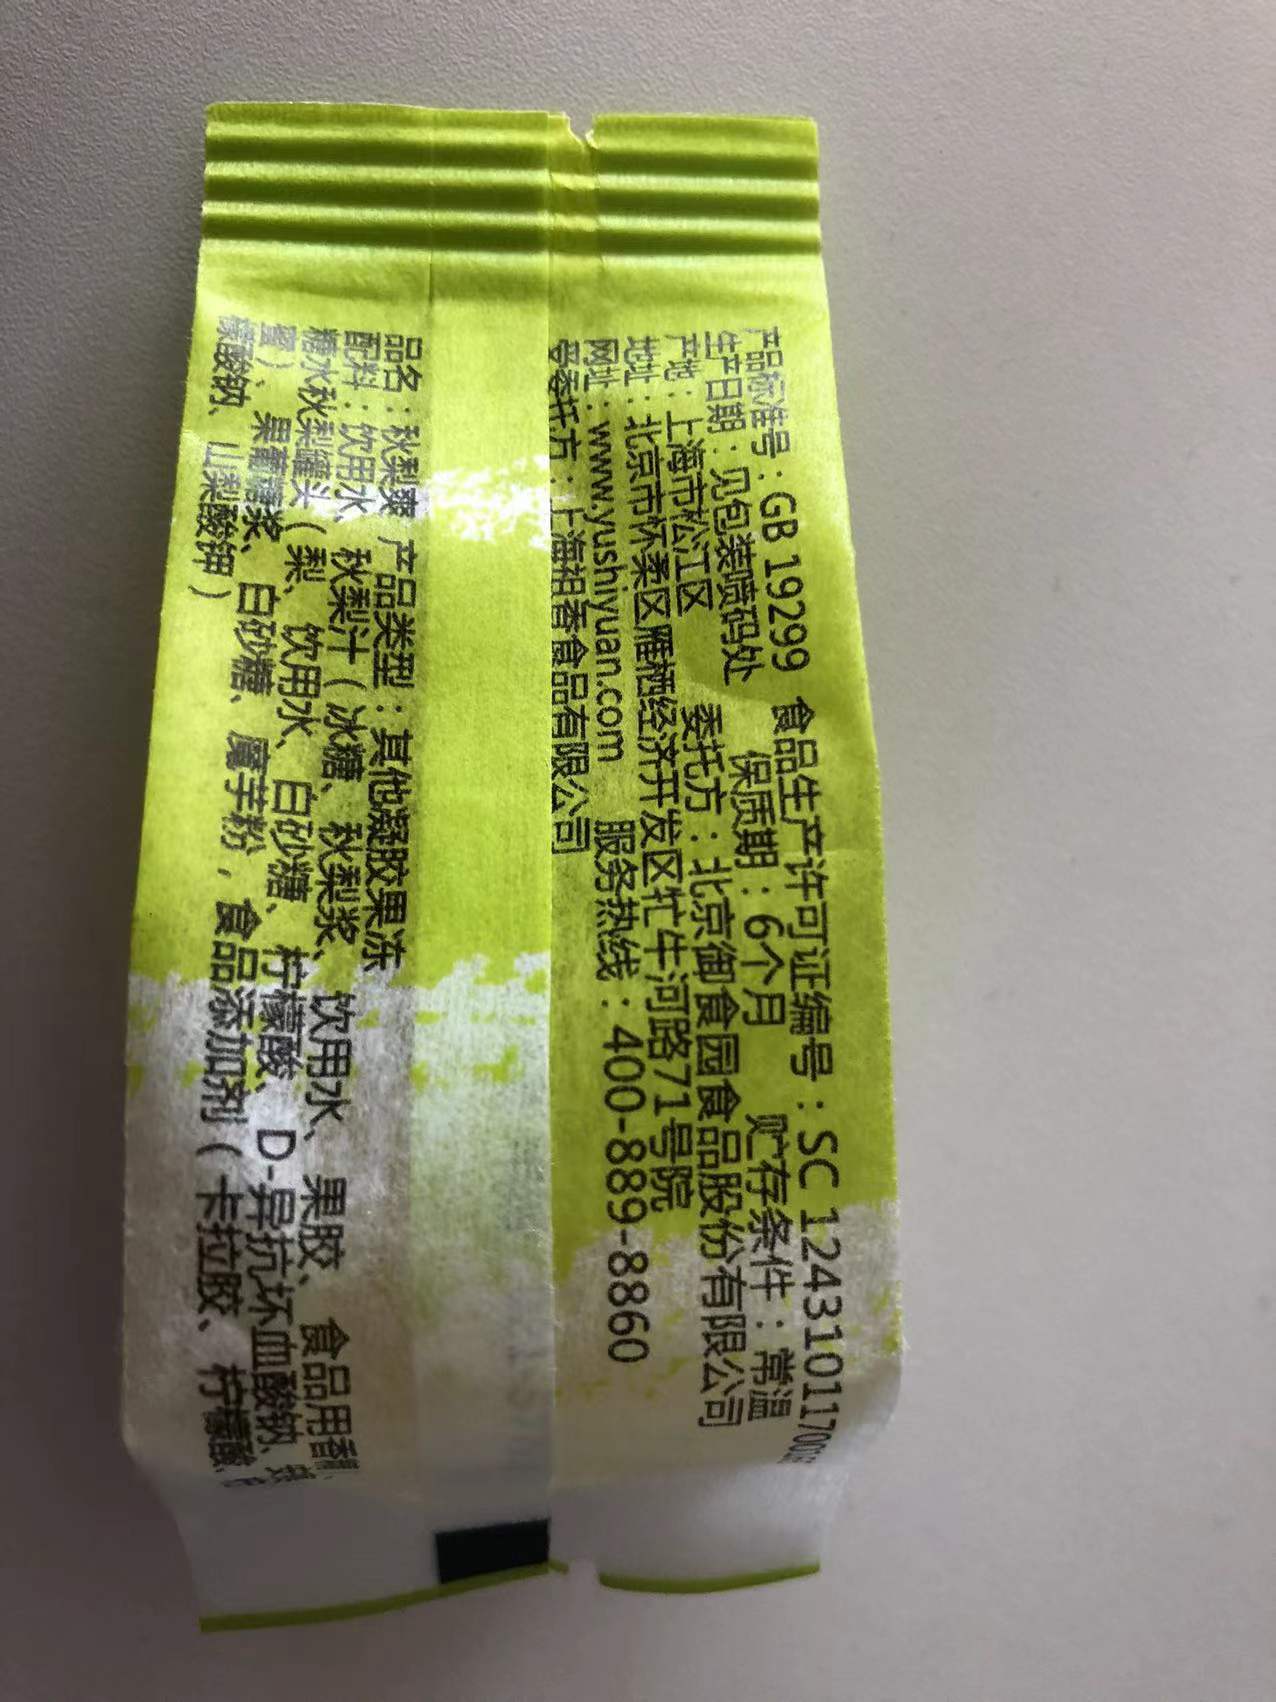 产品标准号：GB 19299 食品生产许可证编号：SC 12431011700
生产日期：见包装喷码处 保质期：6个月 贮存条件：常温
产地：上海市松江区 委托方：北京御食园食品股份有限公司
地址：北京市怀柔区雁栖经济开发区牤牛河路71号院
网址：www.yushiyuan.com 服务热线：400-889-8860
受委托方：上海祖香食品有限公司
品名：秋梨爽 产品类型：其他凝胶果冻
配料：饮用水、秋梨汁（冰糖、秋梨浆、饮用水、果胶、食品用香
糖水秋梨罐头（梨、饮用水、白砂糖、柠檬酸、D-异抗坏血酸钠、
蜜）、果葡糖浆、白砂糖、魔芋粉，食品添加剂（卡拉胶、柠檬酸、
檬酸钠、山梨酸钾）